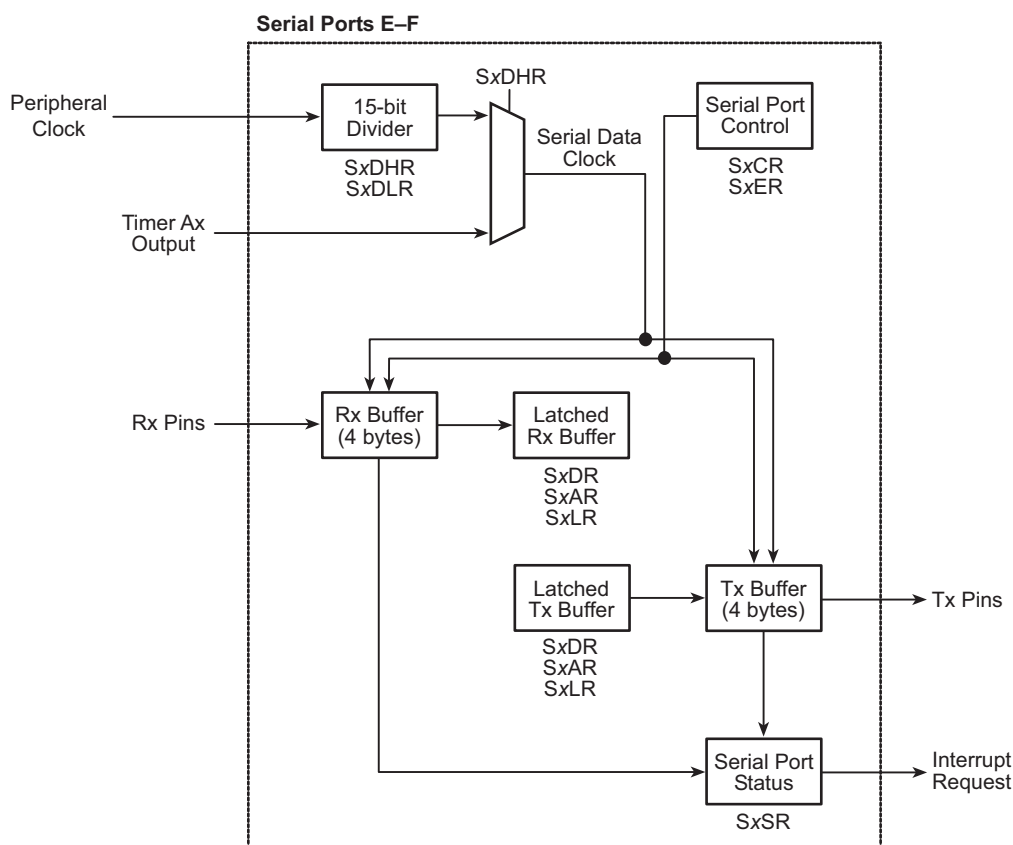 Serial Ports E–F
SxDHR
Peripheral
Clock
15-bit
Divider
SxDHR
SxDLR
Serial Port
Control
SxCR
SxER
Serial Data
Clock
Timer Ax
Output
Rx Pins
Rx Buffer
(4 bytes)
Latched
Rx Buffer
SxDR
SxAR
SxLR
Latched
Tx Buffer
SxDR
SxAR
SxLR
Tx Buffer
(4 bytes)
Tx Pins
Serial Port
Status
SxSR
Interrupt
Request